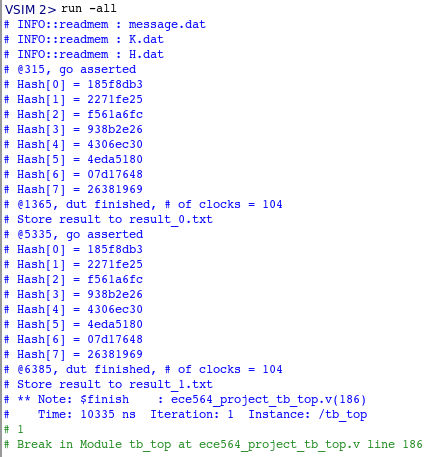 VSIM 2> run -all
# INFO::readmem : message.dat
# INFO::readmem : K.dat
# INFO::readmem : H.dat
# @315, go asserted
# Hash[0] = 185f8db3
# Hash[1] = 2271fe25
# Hash[2] = f561a6fc
# Hash[3] = 938b2e26
# Hash[4] = 4306ec30
# Hash[5] = 4eda5180
# Hash[6] = 07d17648
# Hash[7] = 26381969
# @1365, dut finished, # of clocks = 104
# Store result to result_0.txt
# @5335, go asserted
# Hash[0] = 185f8db3
# Hash[1] = 2271fe25
# Hash[2] = f561a6fc
# Hash[3] = 938b2e26
# Hash[4] = 4306ec30
# Hash[5] = 4eda5180
# Hash[6] = 07d17648
# Hash[7] = 26381969
# @6385, dut finished, # of clocks = 104
# Store result to result_1.txt
# ** Note: $finish    : ece564_project_tb_top.v(186)
#    Time: 10335 ns  Iteration: 1  Instance: /tb_top
# 1
# Break in Module tb_top at ece564_project_tb_top.v line 186